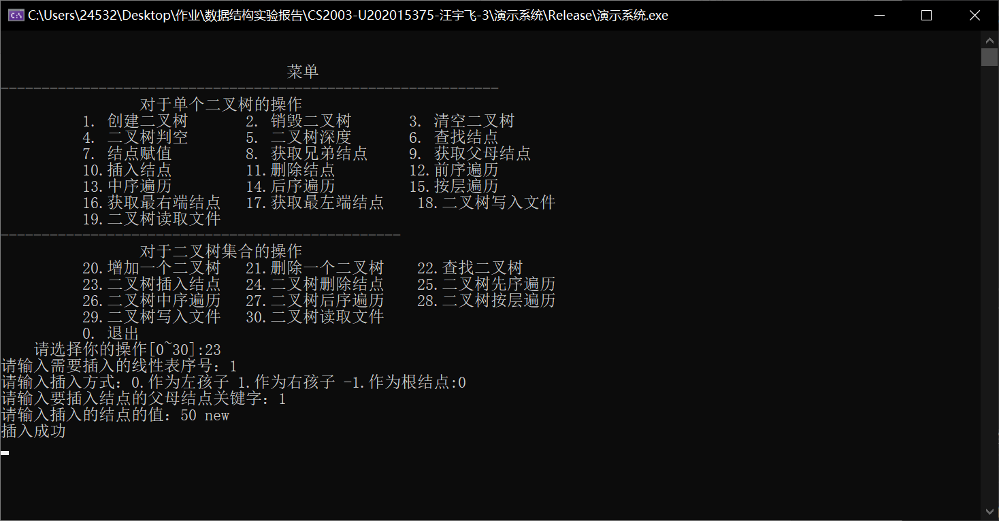 C:\Users\24532\Desktop\作业\数据结构实验报告\CS2003-U202015375-汪宇飞-3\演示系统\Release\演示系统.exe
菜单
-------------------------------------------------------------
对于单个二叉树的操作
1. 创建二叉树 2. 销毁二叉树 3. 清空二叉树
4. 二叉树判空 5. 二叉树深度 6. 查找结点
7. 结点赋值 8. 获取兄弟结点 9. 获取父母结点
10.插入结点 11.删除结点 12.前序遍历
13.中序遍历 14.后序遍历 15.按层遍历
16.获取最右端结点 17.获取最左端结点 18.二叉树写入文件
19.二叉树读取文件
-------------------------------------------------
对于二叉树集合的操作
20.增加一个二叉树 21.删除一个二叉树 22.查找二叉树
23.二叉树插入结点 24.二叉树删除结点 25.二叉树先序遍历
26.二叉树中序遍历 27.二叉树后序遍历 28.二叉树按层遍历
29.二叉树写入文件 30.二叉树读取文件
0. 退出
请选择你的操作[0~30]:23
请输入需要插入的线性表序号：1
请输入插入方式：0.作为左孩子 1.作为右孩子 -1.作为根结点:0
请输入要插入结点的父母结点关键字：1
请输入插入的结点的值：50 new
插入成功